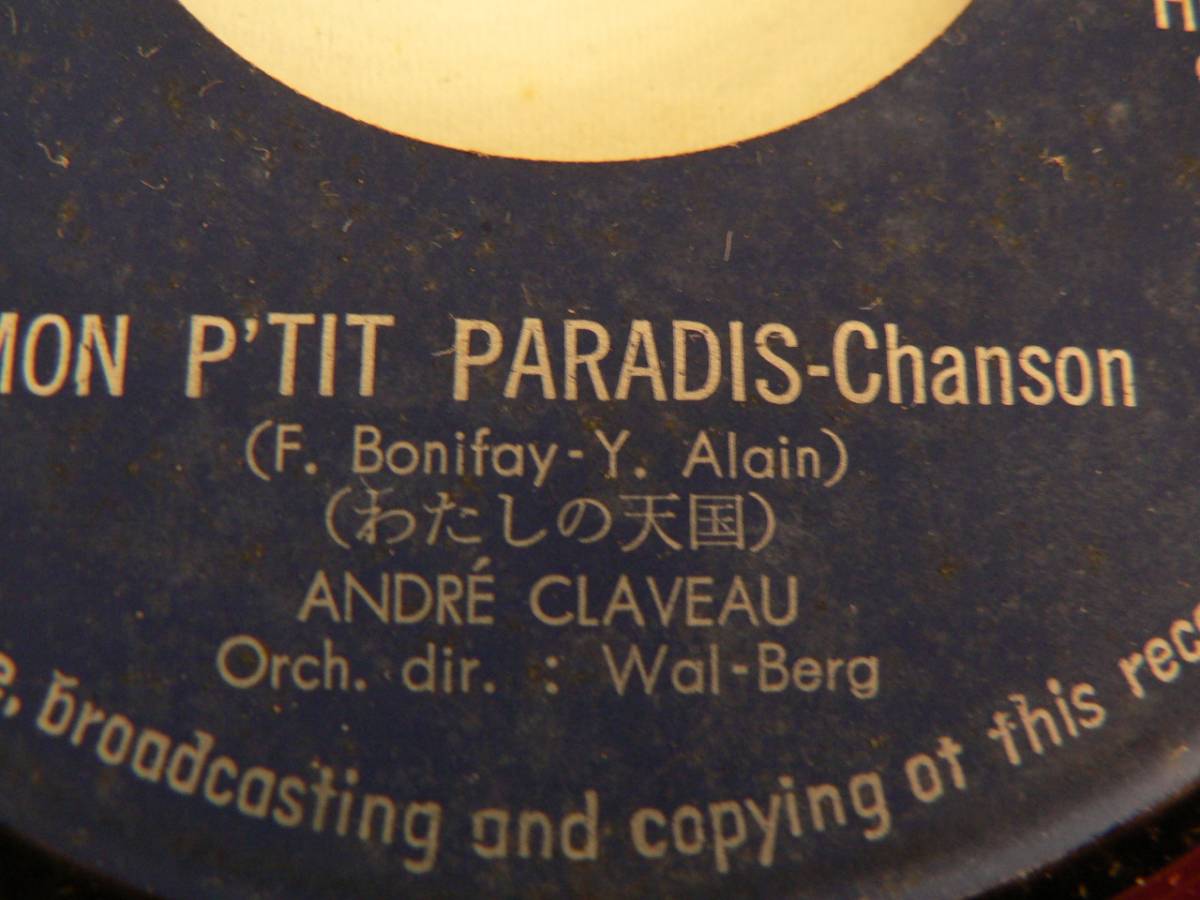 MON P'TIT PARADIS-Chanson
(F. Bonifay-Y. Alain)
(わたしの天国)
ANDRÉ CLAVEAU
Orch. dir. : Wal-Berg
broadcasting and copying of this